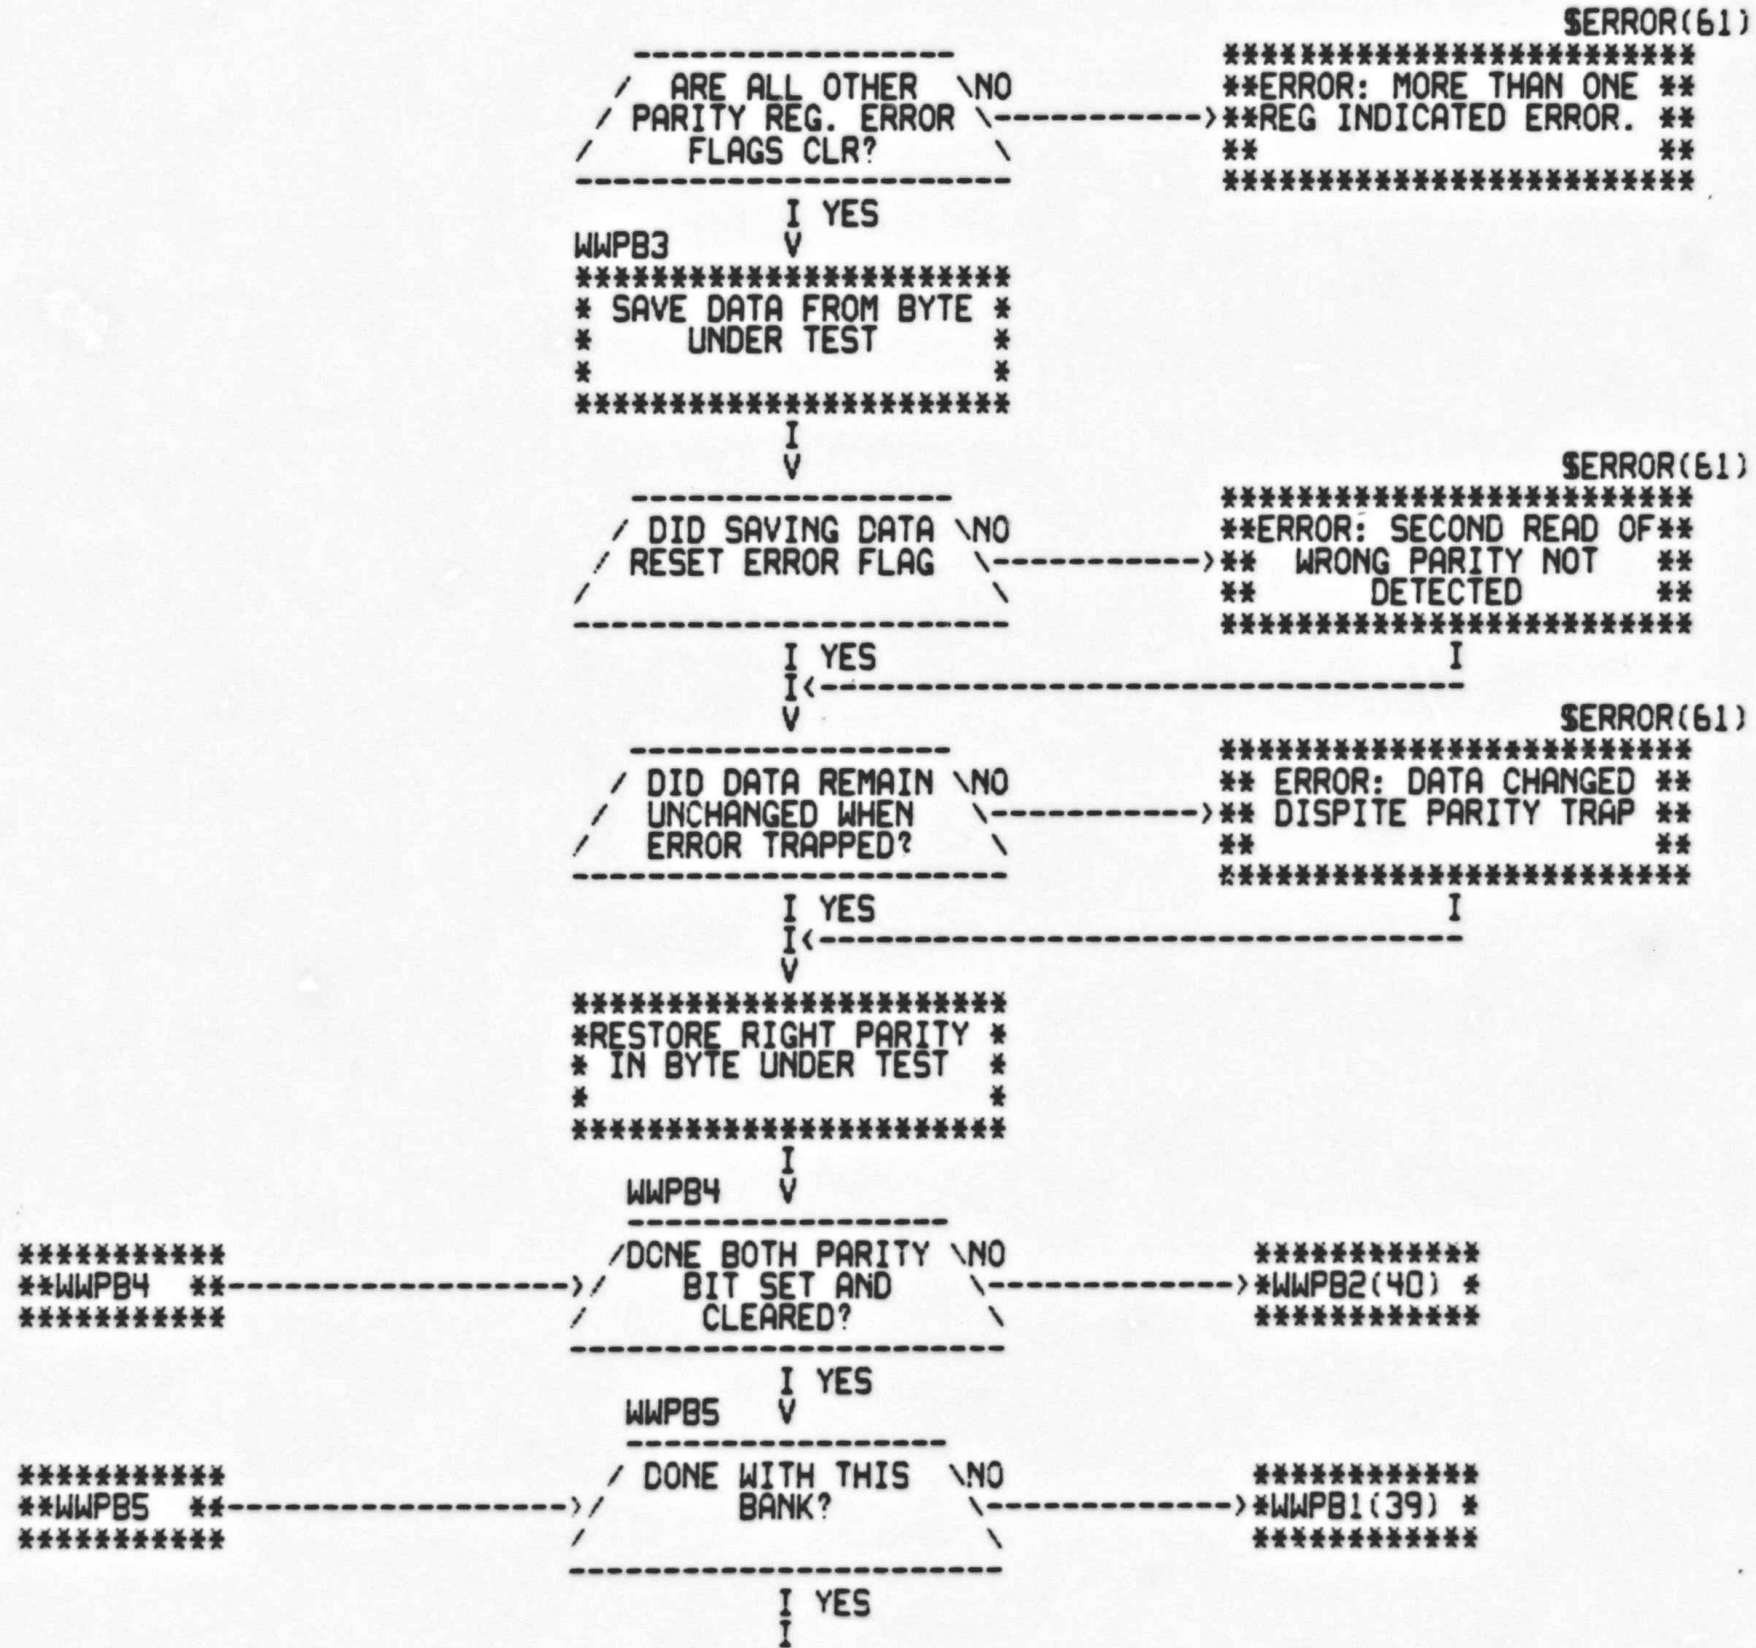 $ERROR(61)
ARE ALL OTHER \NO
PARITY REG. ERROR
FLAGS CLR?
**ERROR: MORE THAN ONE **
**REG INDICATED ERROR. **
I YES
WWPB3 V
* SAVE DATA FROM BYTE *
* UNDER TEST *
I
V
$ERROR(61)
/ DID SAVING DATA \NO
/ RESET ERROR FLAG \
**ERROR: SECOND READ OF**
** WRONG PARITY NOT **
** DETECTED **
I YES
I
I<
V
$ERROR(61)
/ DID DATA REMAIN \NO
/ UNCHANGED WHEN \
/ ERROR TRAPPED? \
** ERROR: DATA CHANGED **
** DISPITE PARITY TRAP **
I YES
I
I<
V
*RESTORE RIGHT PARITY *
* IN BYTE UNDER TEST *
I
WWPB4 V
/DONE BOTH PARITY \NO
BIT SET AND
CLEARED?
**WWPB4 **
*WWPB2(40) *
I YES
WWPB5 V
/ DONE WITH THIS \NO
BANK?
**WWPB5 **
*WWPB1(39) *
I YES
I